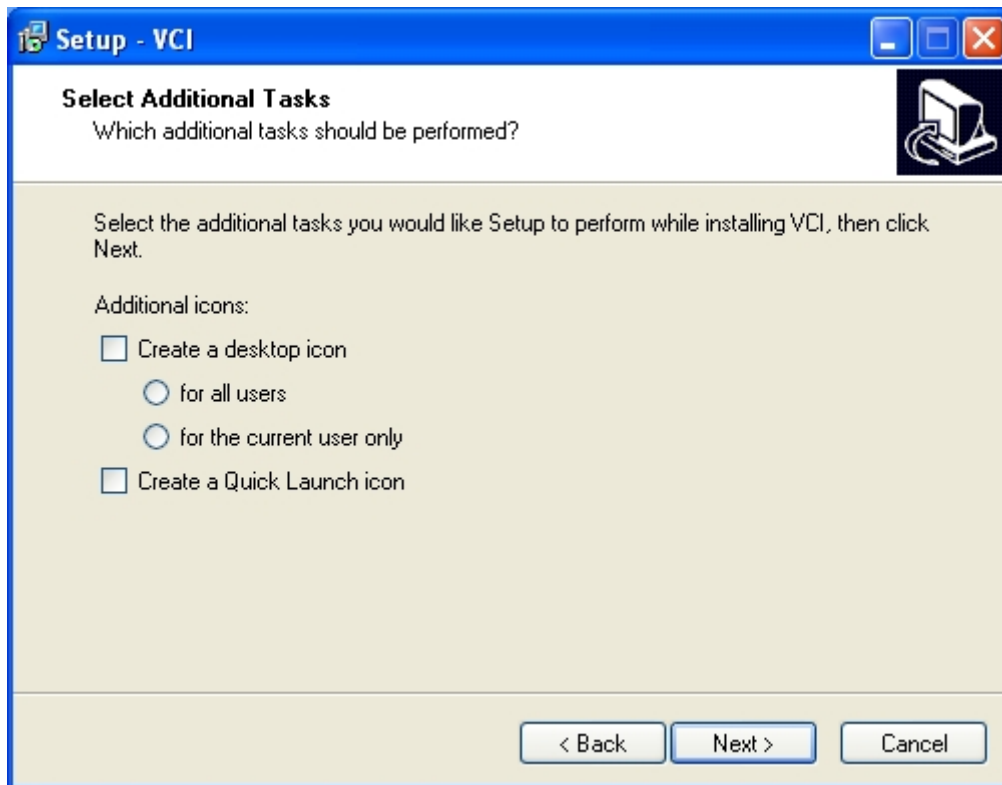 Setup - VCI
Select Additional Tasks
Which additional tasks should be performed?
Select the additional tasks you would like Setup to perform while installing VCI, then click
Next.
Additional icons:
Create a desktop icon
for all users
for the current user only
Create a Quick Launch icon
< Back
Next >
Cancel